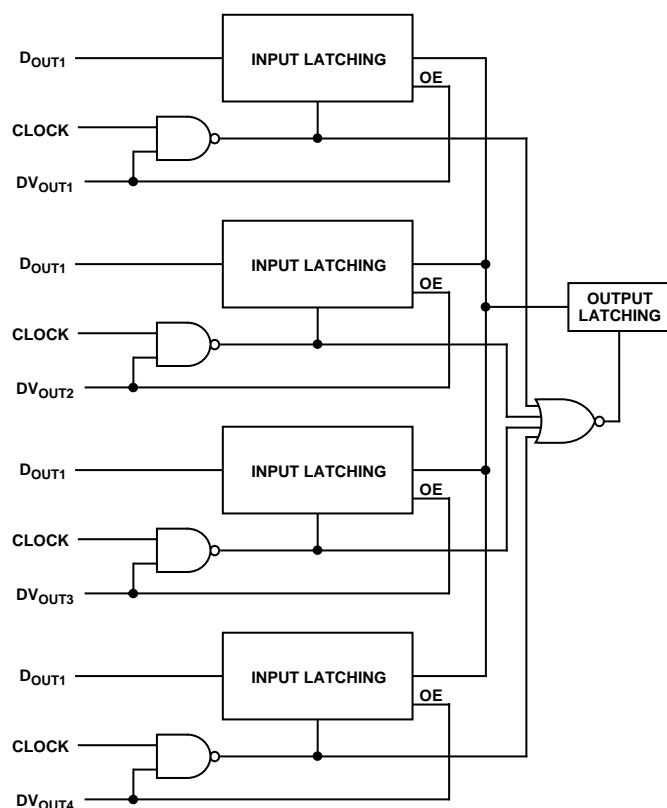 DOUT1
INPUT LATCHING
OE
CLOCK
DVOUT1
DOUT1
INPUT LATCHING
OE
CLOCK
DVOUT2
OUTPUT
LATCHING
DOUT1
INPUT LATCHING
OE
CLOCK
DVOUT3
DOUT1
INPUT LATCHING
OE
CLOCK
DVOUT4